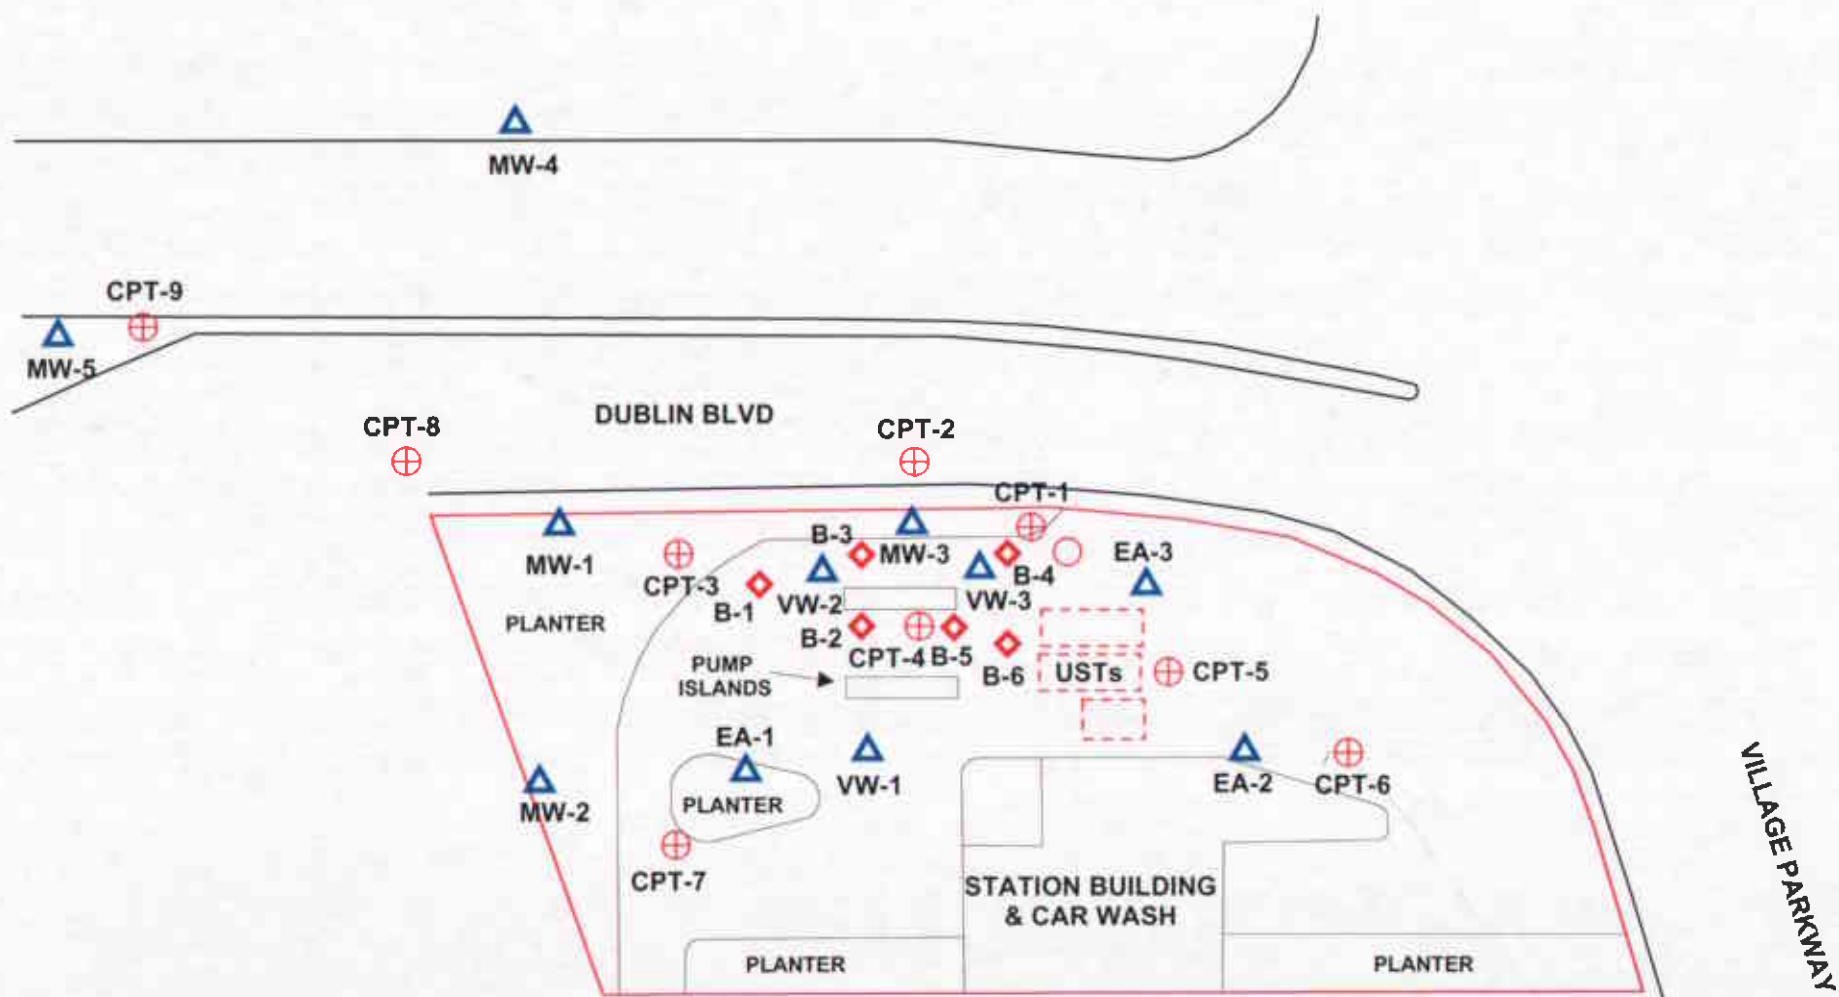 MW-4
CPT-9
MW-5
DUBLIN BLVD
CPT-8
CPT-2
CPT-1
B-3
MW-3
EA-3
MW-1
CPT-3
B-4
B-1
VW-2
VW-3
PLANTER
B-2
CPT-4
B-5
PUMP
ISLANDS
B-6
USTs
CPT-5
EA-1
VW-1
EA-2
CPT-6
PLANTER
MW-2
CPT-7
STATION BUILDING
& CAR WASH
PLANTER
PLANTER
VILLAGE PARKWAY